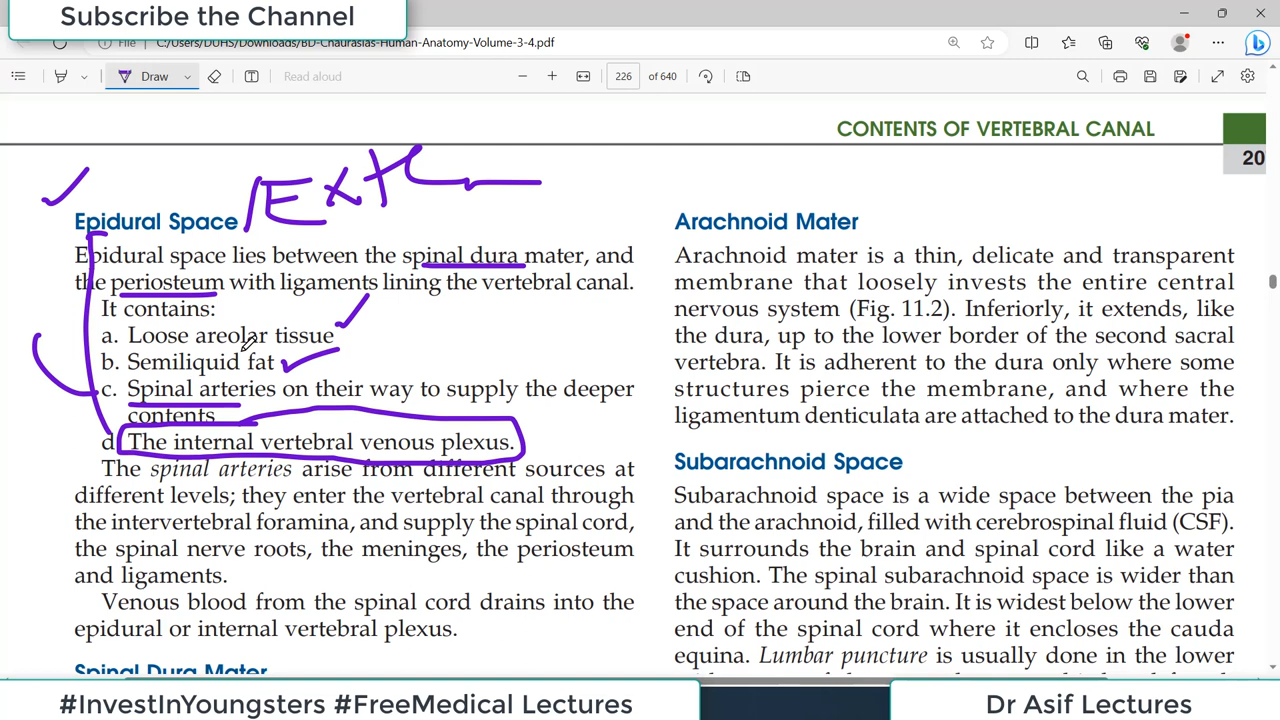 Subscribe the Channel
File C:/Users/DUHS/Downloads/BD-Chaurasias-Human-Anatomy-Volume-3-4.pdf
Draw
Read aloud
226 of 640
CONTENTS OF VERTEBRAL CANAL
20
Epidural Space
Epidural space lies between the spinal dura mater, and
the periosteum with ligaments lining the vertebral canal.
It contains:
a. Loose areolar tissue
b. Semiliquid fat
c. Spinal arteries on their way to supply the deeper
contents
d. The internal vertebral venous plexus.
The spinal arteries arise from different sources at
different levels; they enter the vertebral canal through
the intervertebral foramina, and supply the spinal cord,
the spinal nerve roots, the meninges, the periosteum
and ligaments.
Venous blood from the spinal cord drains into the
epidural or internal vertebral plexus.
Spinal Dura Mater
Arachnoid Mater
Arachnoid mater is a thin, delicate and transparent
membrane that loosely invests the entire central
nervous system (Fig. 11.2). Inferiorly, it extends, like
the dura, up to the lower border of the second sacral
vertebra. It is adherent to the dura only where some
structures pierce the membrane, and where the
ligamentum denticulata are attached to the dura mater.
Subarachnoid Space
Subarachnoid space is a wide space between the pia
and the arachnoid, filled with cerebrospinal fluid (CSF).
It surrounds the brain and spinal cord like a water
cushion. The spinal subarachnoid space is wider than
the space around the brain. It is widest below the lower
end of the spinal cord where it encloses the cauda
equina. Lumbar puncture is usually done in the lower
#InvestInYoungsters #FreeMedical Lectures
Dr Asif Lectures